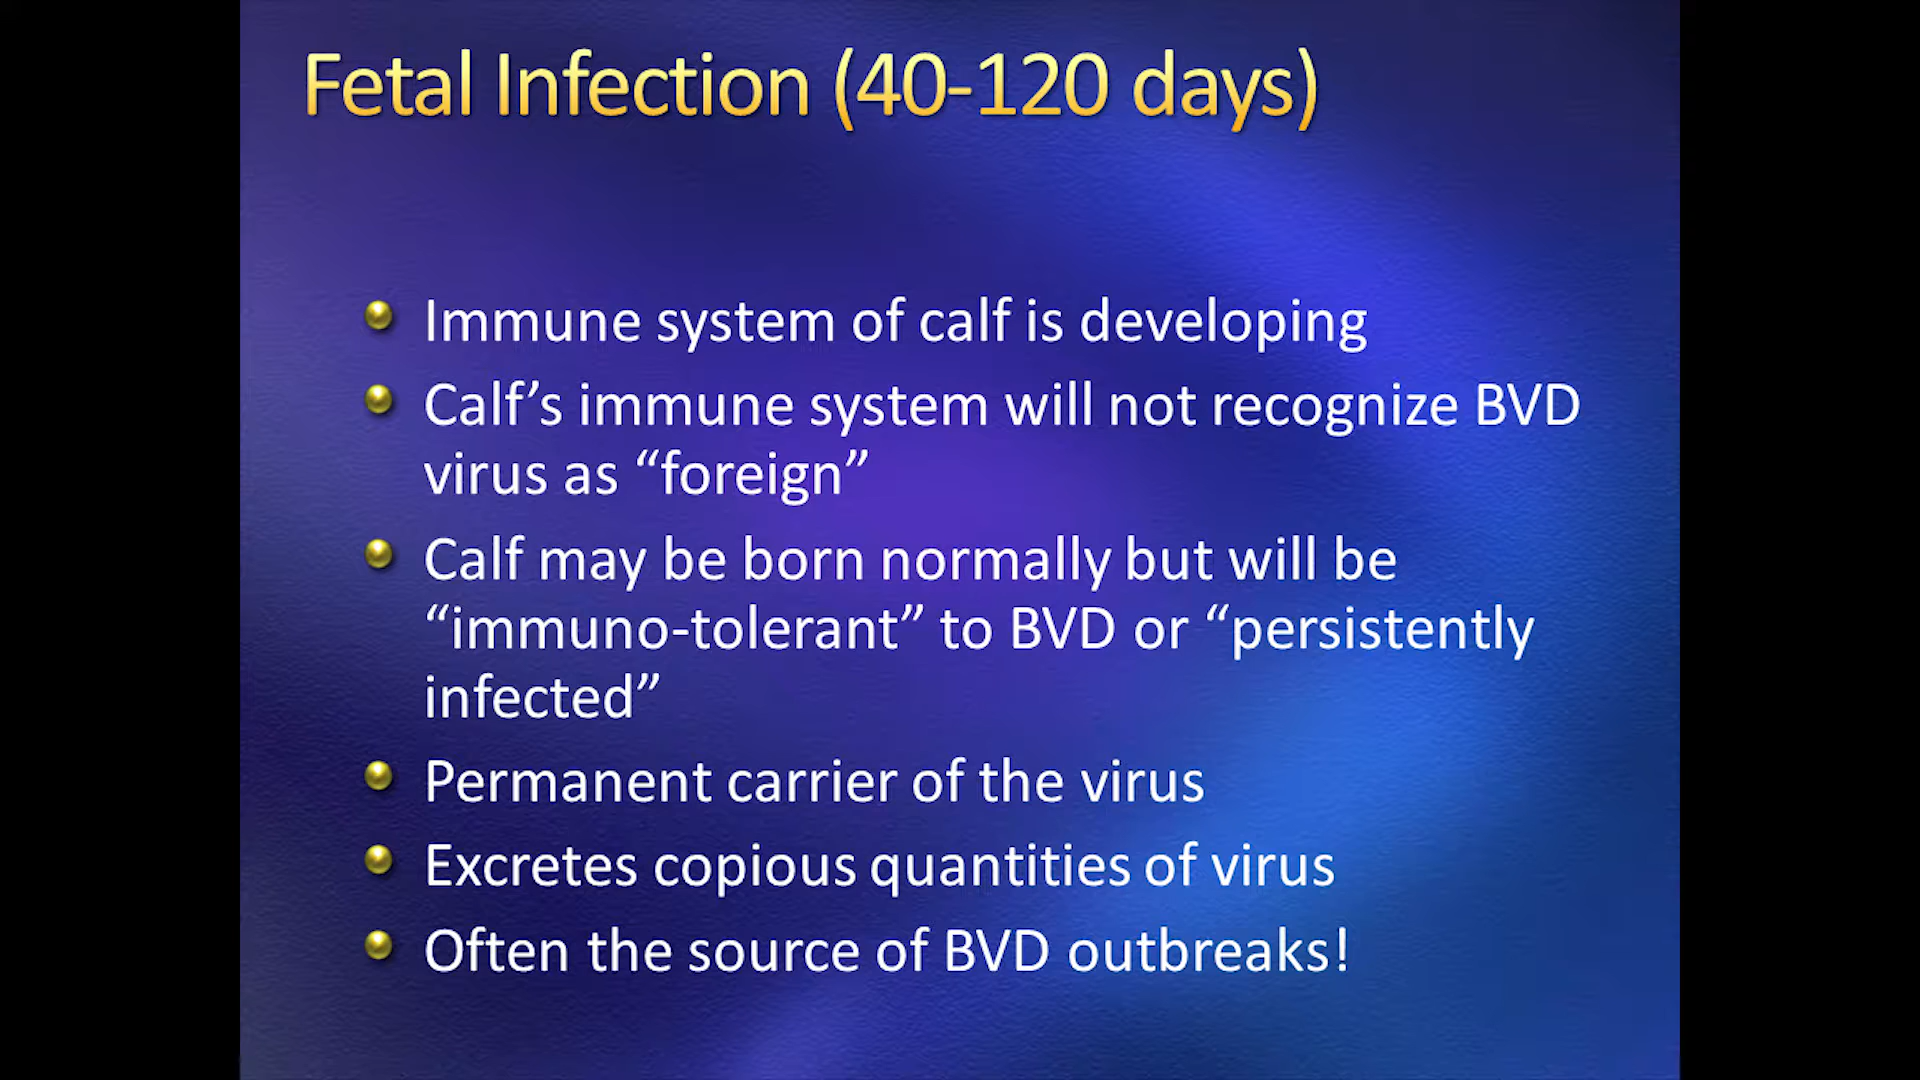 Fetal Infection (40-120 days)
Immune system of calf is developing
Calf’s immune system will not recognize BVD
virus as “foreign”
Calf may be born normally but will be
“immuno-tolerant” to BVD or “persistently
infected”
Permanent carrier of the virus
Excretes copious quantities of virus
Often the source of BVD outbreaks!